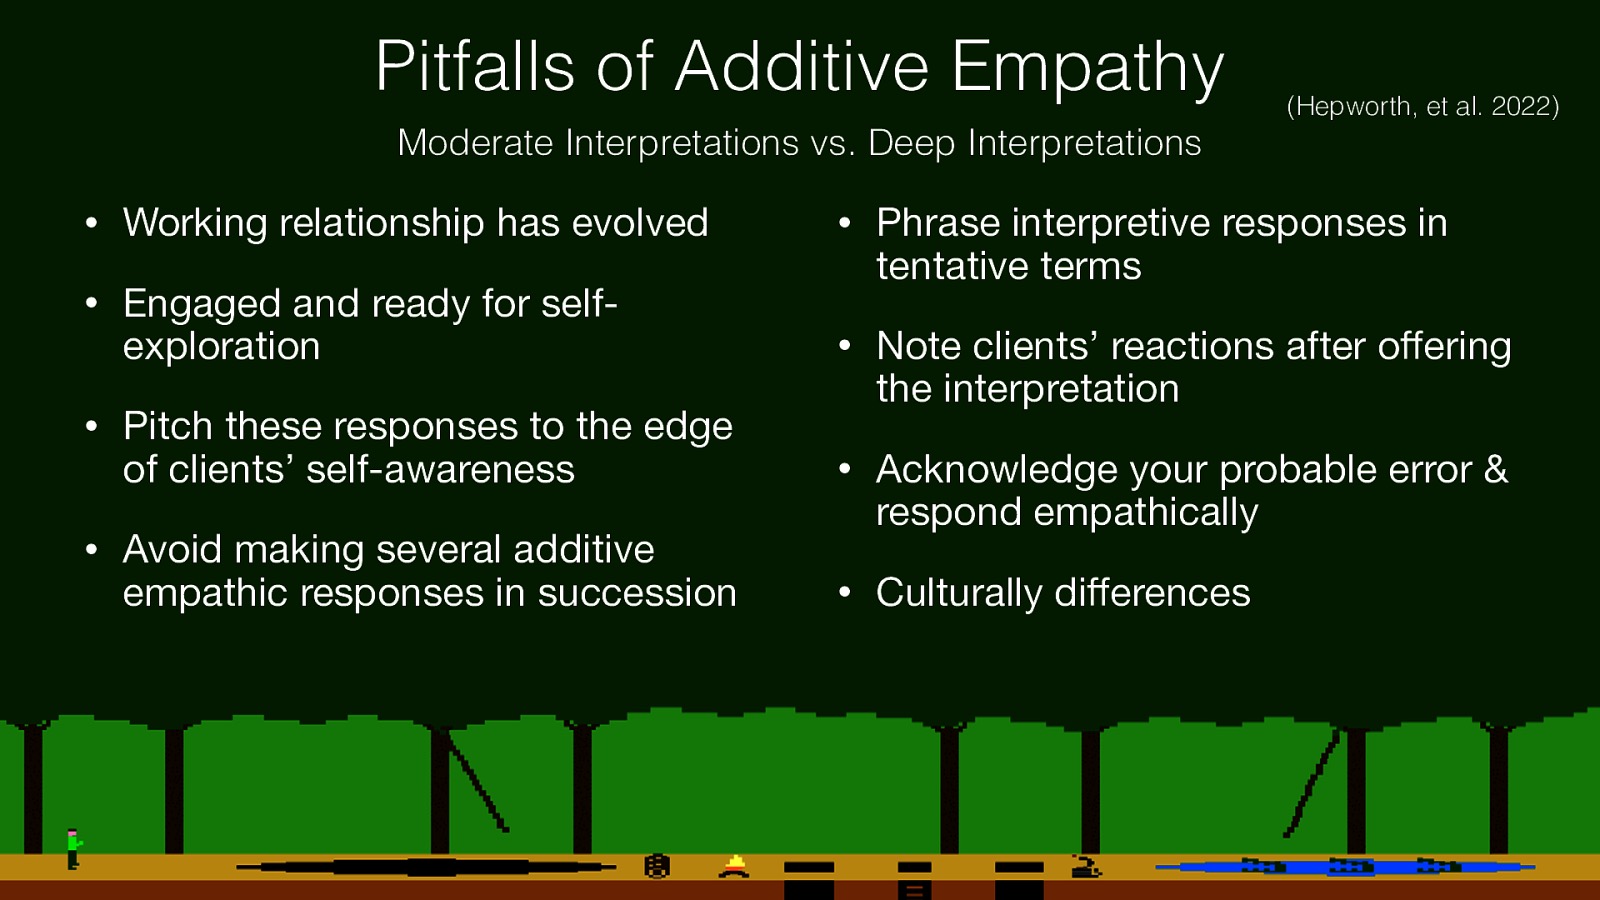 Pitfalls of Additive Empathy
(Hepworth, et al. 2022)
Moderate Interpretations vs. Deep Interpretations
• Working relationship has evolved
• Engaged and ready for self-
exploration
• Pitch these responses to the edge
of clients’ self-awareness
• Avoid making several additive
empathic responses in succession
• Phrase interpretive responses in
tentative terms
• Note clients’ reactions after offering
the interpretation
• Acknowledge your probable error &
respond empathically
• Culturally differences